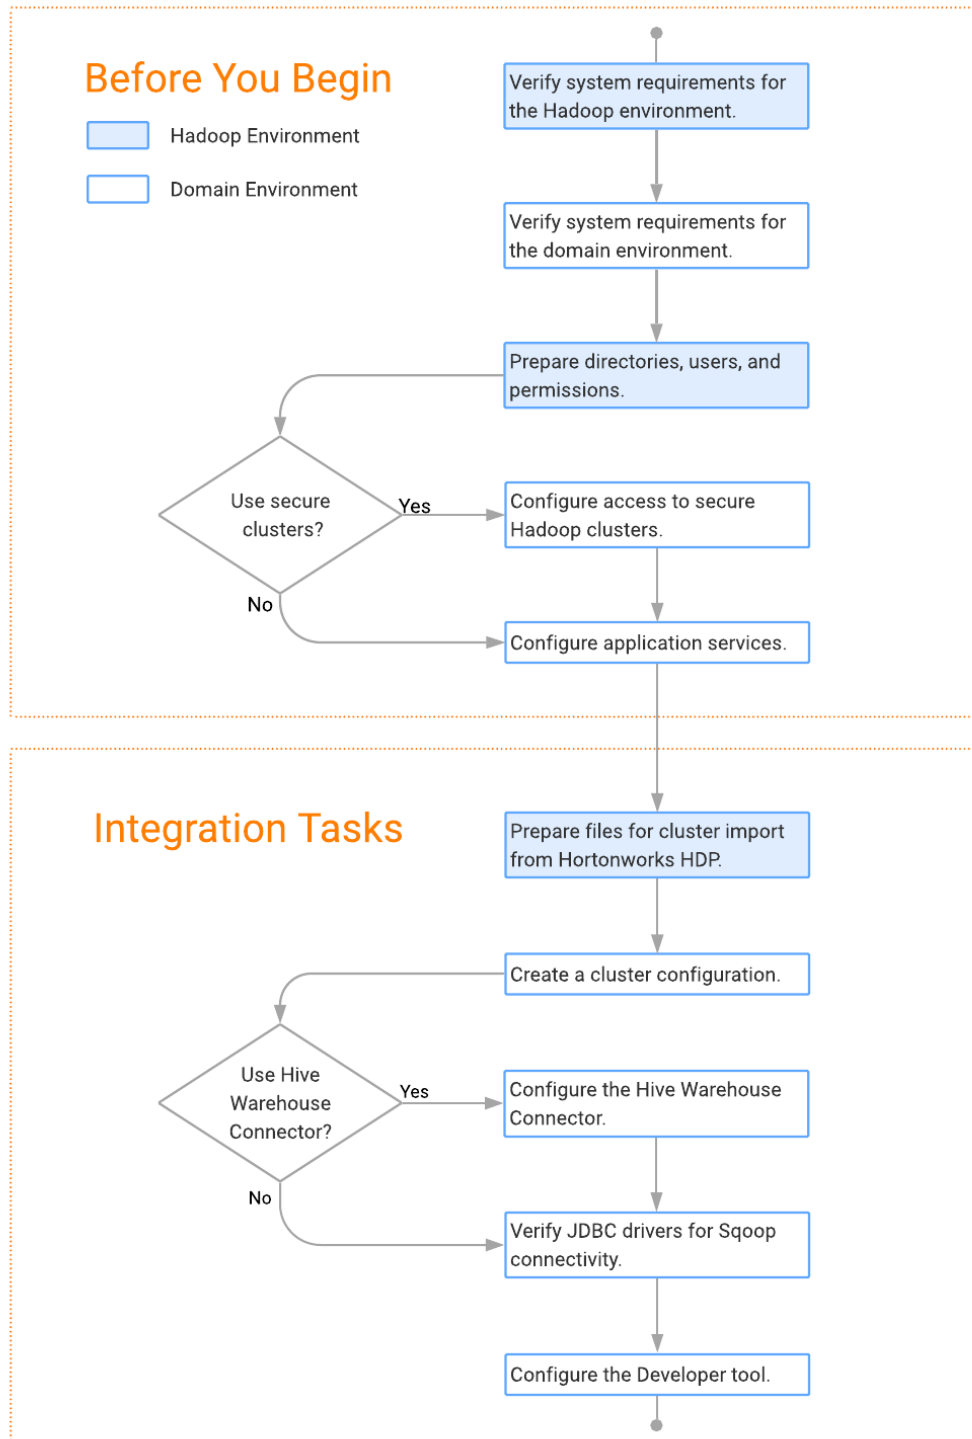 Before You Begin
Hadoop Environment
Domain Environment
Verify system requirements for
the Hadoop environment.
Verify system requirements for
the domain environment.
Prepare directories, users, and
permissions.
Use secure
clusters?
Yes
Configure access to secure
Hadoop clusters.
No
Configure application services.
Integration Tasks
Prepare files for cluster import
from Hortonworks HDP.
Create a cluster configuration.
Use Hive
Warehouse
Connector?
Yes
Configure the Hive Warehouse
Connector.
No
Verify JDBC drivers for Sqoop
connectivity.
Configure the Developer tool.